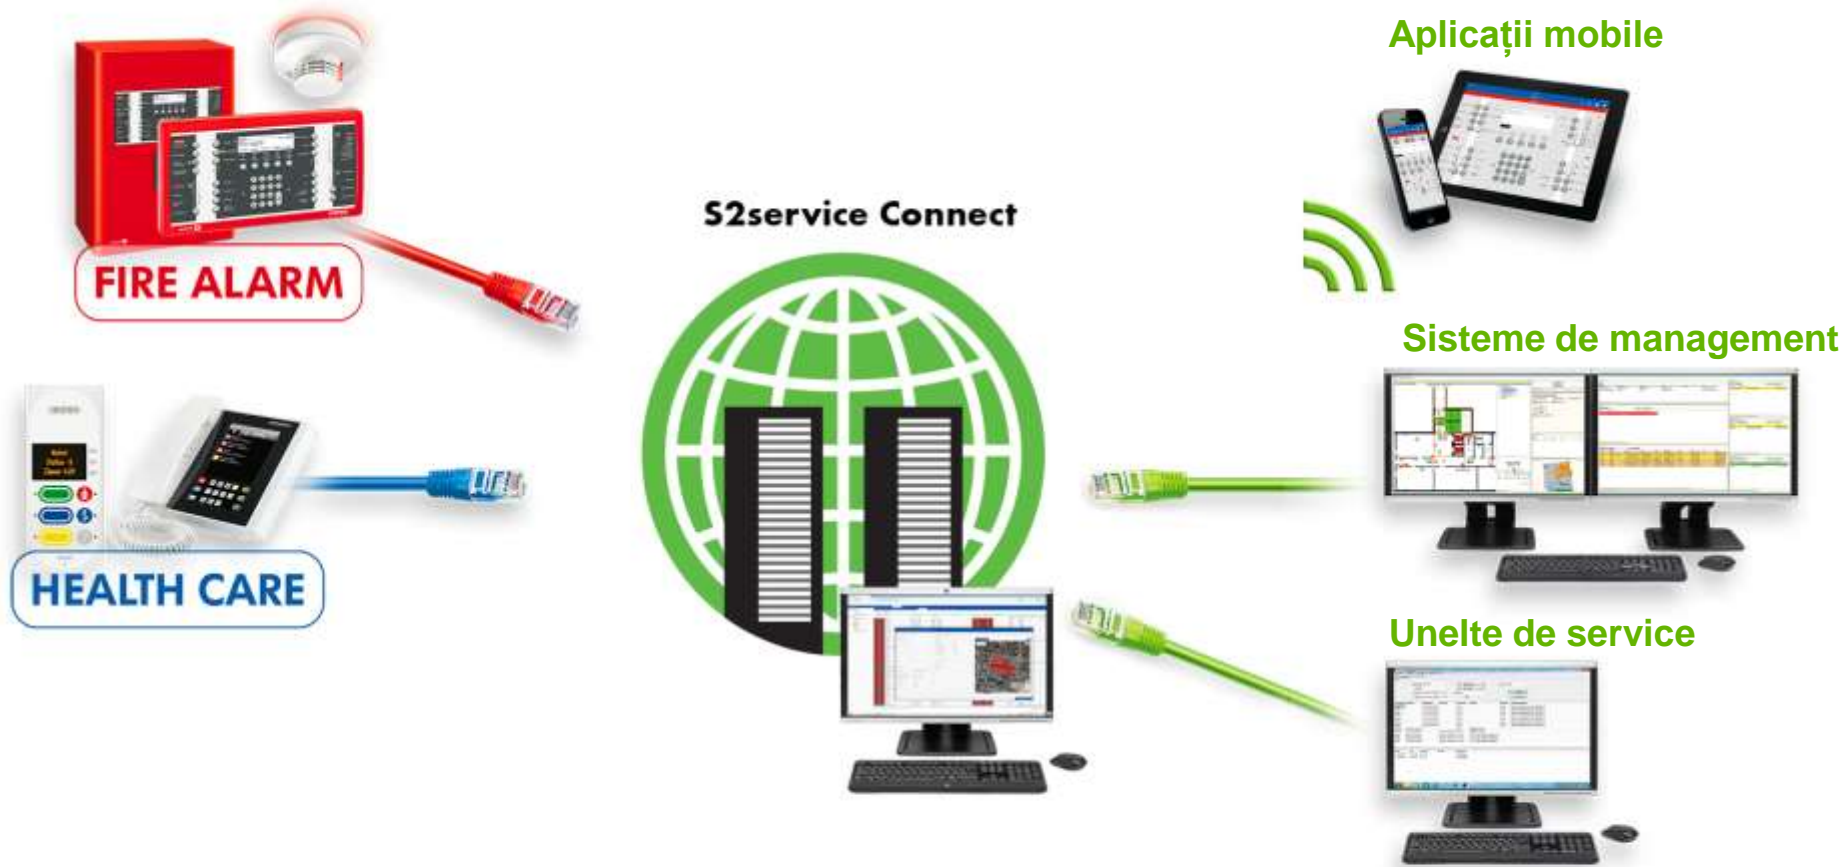 Aplicații mobile
S2service Connect
FIRE ALARM
Sisteme de management
HEALTH CARE
Unelte de service